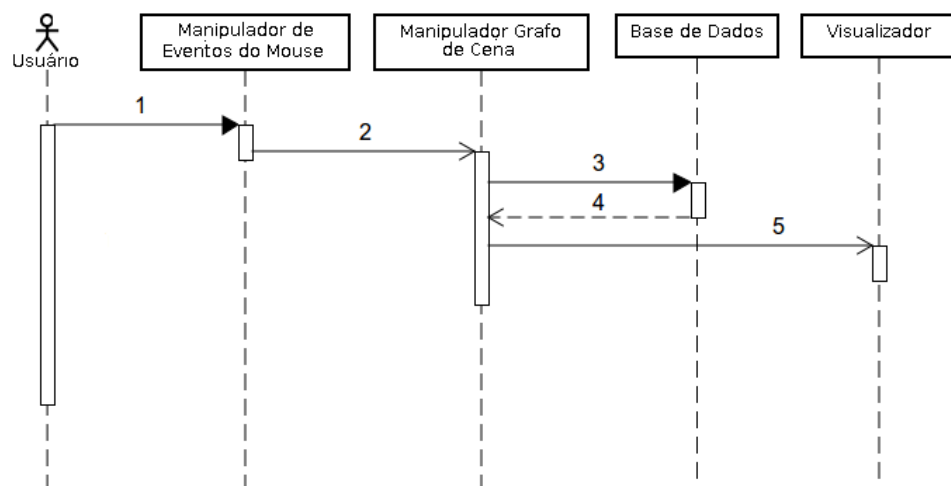 Usuário
Manipulador de
Eventos do Mouse
Manipulador Grafo
de Cena
Base de Dados
Visualizador
1
2
3
4
5